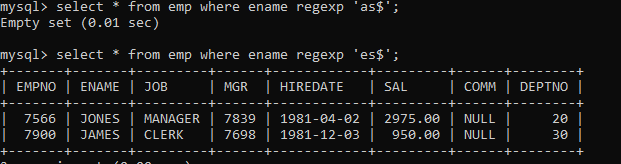 mysql> select * from emp where ename regexp 'as$';
Empty set (0.01 sec)
mysql> select * from emp where ename regexp 'es$';
+-------+-------+---------+------+------------+---------+------+--------+
| EMPNO | ENAME | JOB     | MGR  | HIREDATE   | SAL     | COMM | DEPTNO |
+-------+-------+---------+------+------------+---------+------+--------+
|  7566 | JONES | MANAGER | 7839 | 1981-04-02 | 2975.00 | NULL |     20 |
|  7900 | JAMES | CLERK   | 7698 | 1981-12-03 |  950.00 | NULL |     30 |
+-------+-------+---------+------+------------+---------+------+--------+